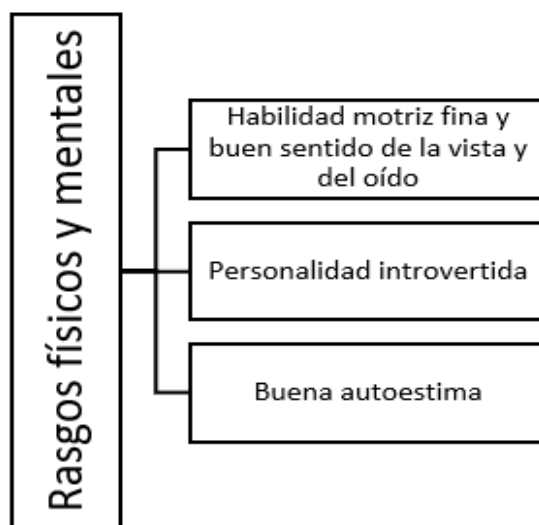 Rasgos físicos y mentales
Habilidad motriz fina y
buen sentido de la vista y
del oído
Personalidad introvertida
Buena autoestima